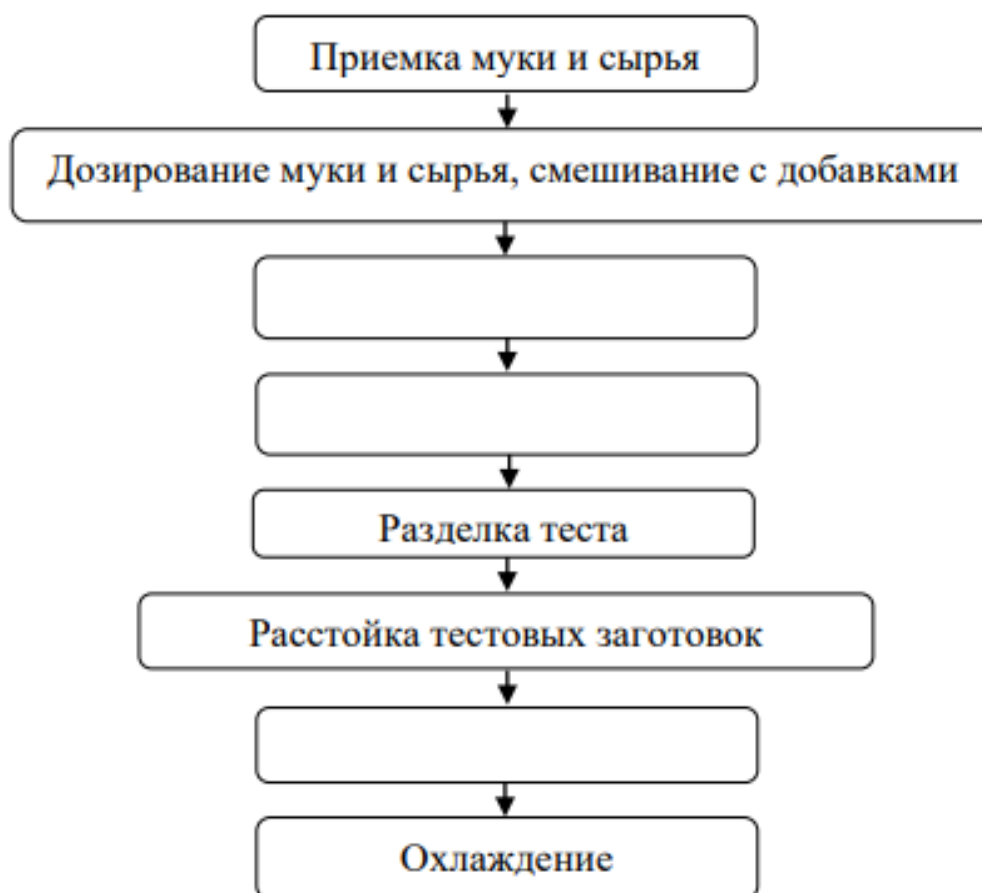 Приемка муки и сырья
Дозирование муки и сырья, смешивание с добавками
Разделка теста
Расстойка тестовых заготовок
Охлаждение